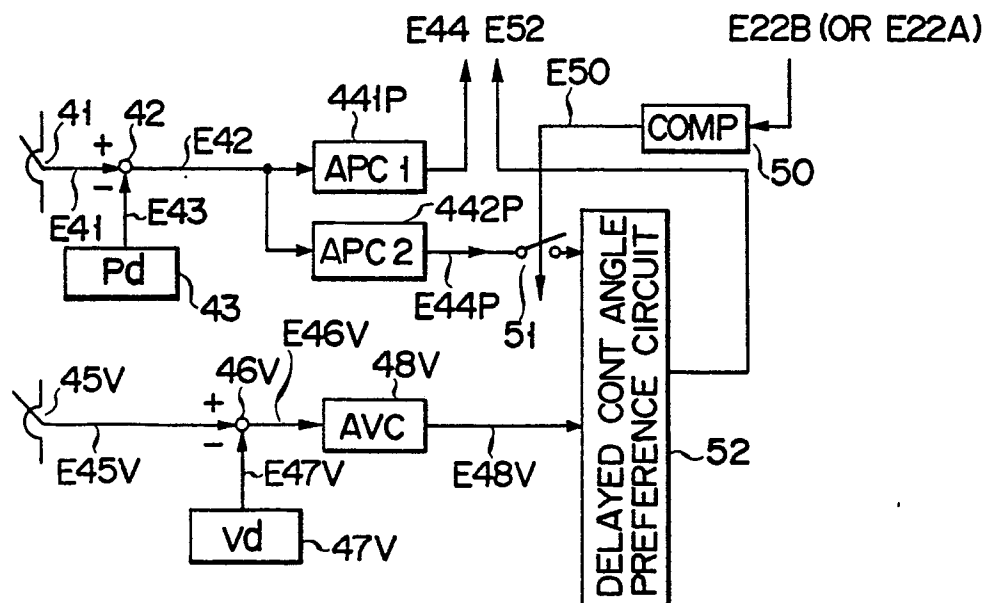 E44 E52 E22B (OR E22A)
E50
441P
41 42 E42 COMP
+ APC 1 50
− 442P
E41 E43 APC 2
Pd E44P 51
43
E46V
45V 46V 48V
+ AVC
−
E45V E47V E48V 52
Vd
47V
DELAYED CONT ANGLE
PREFERENCE CIRCUIT